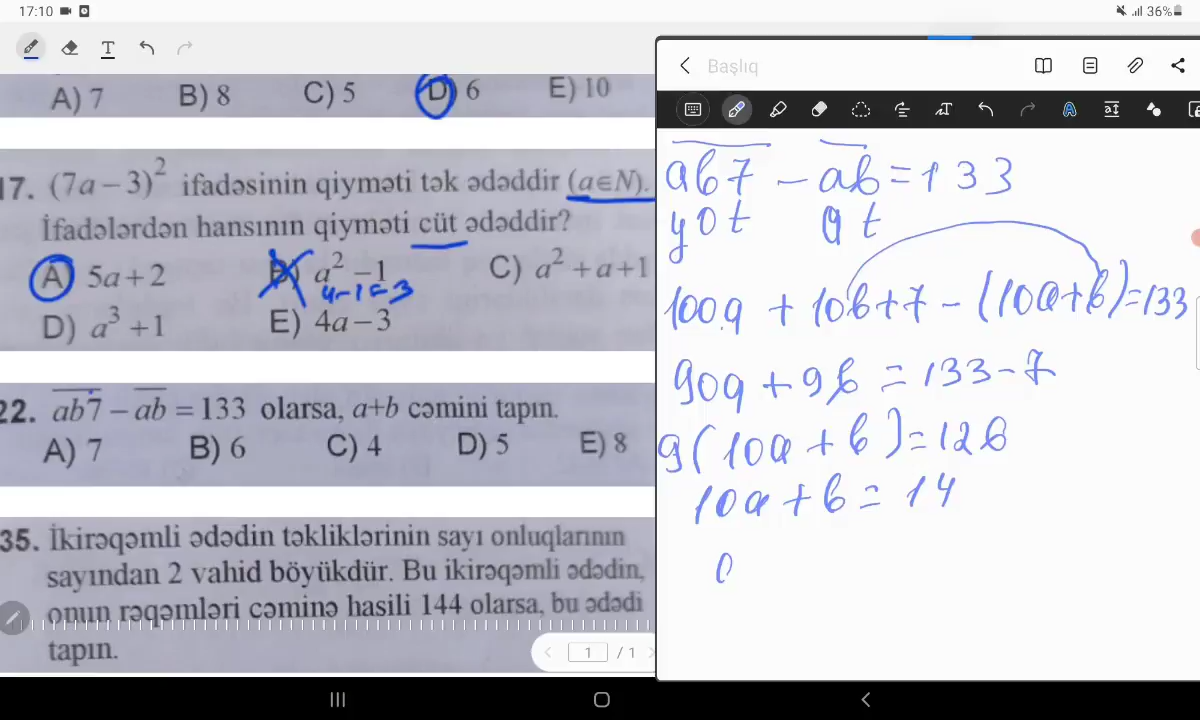 17:10
36%
A) 7 B) 8 C) 5 D) 6 E) 10
17. (7a – 3)² ifadəsinin qiyməti tək ədəddir (a∈N).
İfadələrdən hansının qiyməti cüt ədəddir?
A) 5a + 2 B) a² – 1 C) a² + a + 1
4-1=3
D) a³ + 1 E) 4a – 3
22. ab7 – ab = 133 olarsa, a+b cəmini tapın.
A) 7 B) 6 C) 4 D) 5 E) 8
35. İkirəqəmli ədədin təkliklərinin sayı onluqlarının
sayından 2 vahid böyükdür. Bu ikirəqəmli ədədin,
onun rəqəmləri cəminə hasili 144 olarsa, bu ədədi
tapın.
1 / 1
Başlıq
ab7 – ab = 133
y o t a t
100a + 10b + 7 – (10a+b) = 133
90a + 9b = 133 – 7
9(10a + b) = 126
10a + b = 14